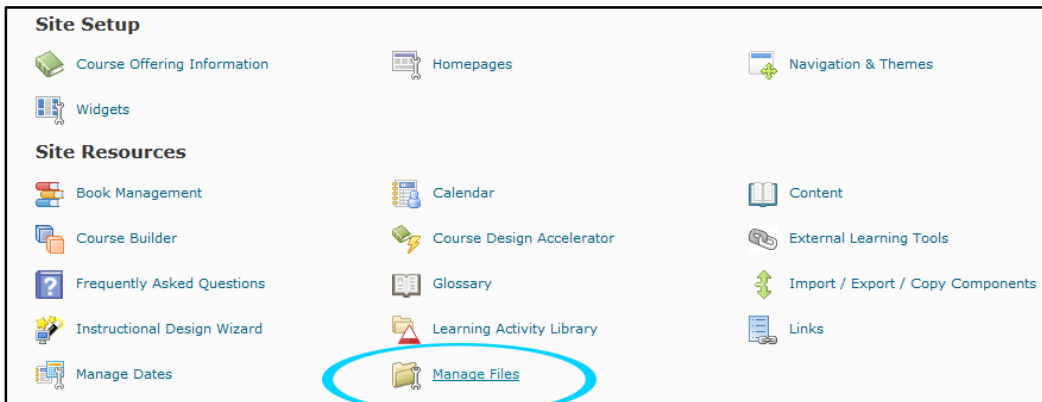 Site Setup
Course Offering Information
Homepages
Navigation & Themes
Widgets
Site Resources
Book Management
Calendar
Content
Course Builder
Course Design Accelerator
External Learning Tools
Frequently Asked Questions
Glossary
Import / Export / Copy Components
Instructional Design Wizard
Learning Activity Library
Links
Manage Dates
Manage Files